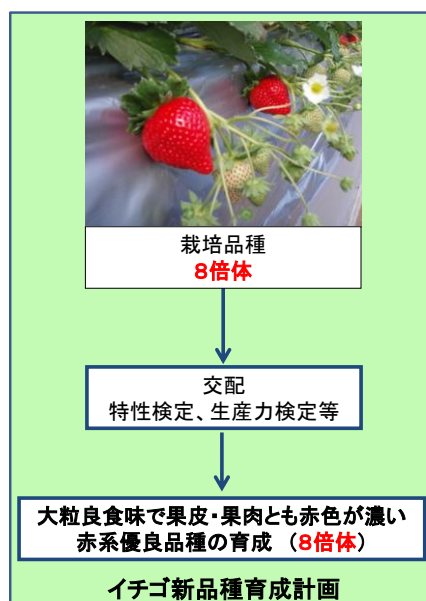 栽培品種
8倍体
交配
特性検定、生産力検定等
大粒良食味で果皮・果肉とも赤色が濃い
赤系優良品種の育成 （8倍体）
イチゴ新品種育成計画